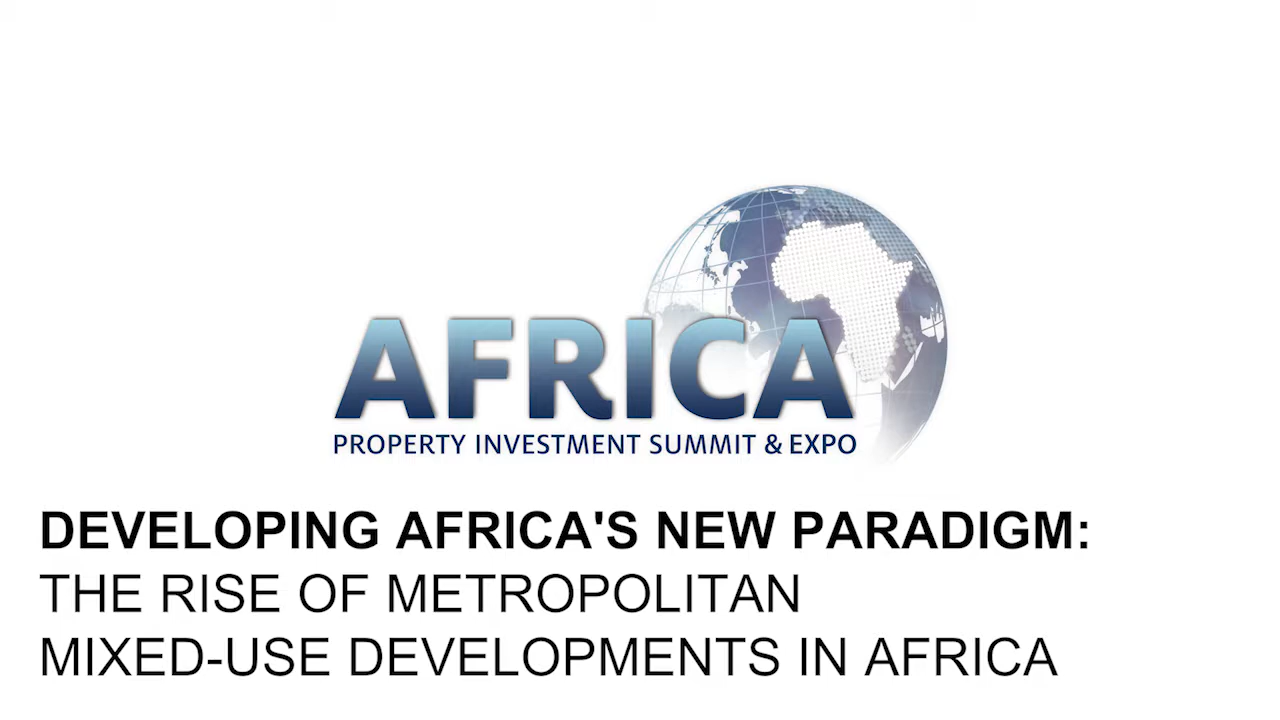 AFRICA
PROPERTY INVESTMENT SUMMIT & EXPO
DEVELOPING AFRICA'S NEW PARADIGM:
THE RISE OF METROPOLITAN
MIXED-USE DEVELOPMENTS IN AFRICA